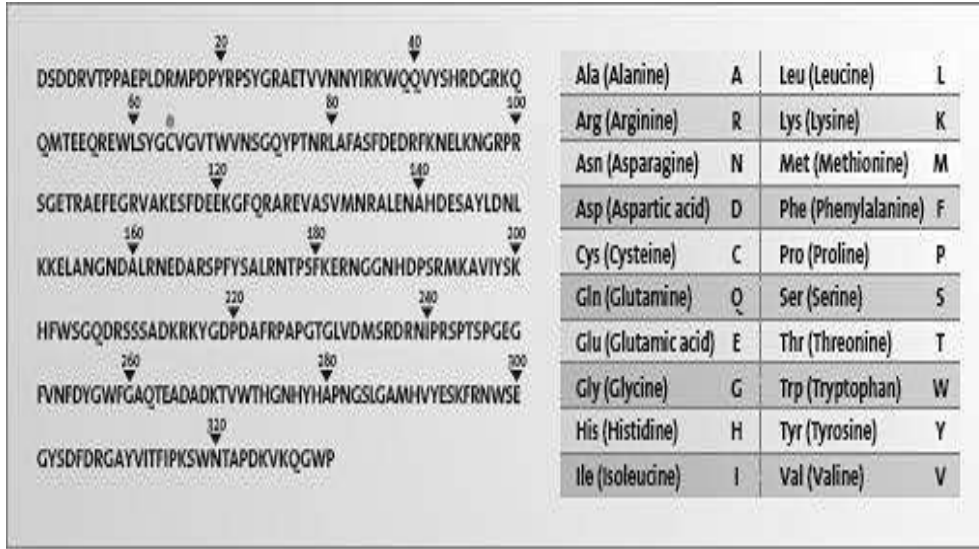 20 40
DSDDRVTPPAEPLDRMPDPYRPSYGRAETVVNNYIRKWQQVYSHRDGRKQ
60 80 100
QMTEEQREWLSYGCVGVTWVNSGQYPTNRLAFASFDEDRFKNELKNGRPR
120 140
SGETRAEFEGRVAKESFDEEKGFQRAREVASVMNRALENAHDESAYLDNL
160 180 200
KKELANGNDALRNEDARSPFYSALRNTPSFKERNGGNHDPSRMKAVIYSK
220 240
HFWSGQDRSSSADKRKYGDPDAFRPAPGTGLVDMSRDRNIPRSPTSPGEG
260 280 300
FVNFDYGWFGAQTEADADKTVWTHGNHYHAPNGSLGAMHVYESKFRNWSE
320
GYSDFDRGAYVITFIPKSWNTAPDKVKQGWP
Ala (Alanine) A Leu (Leucine) L
Arg (Arginine) R Lys (Lysine) K
Asn (Asparagine) N Met (Methionine) M
Asp (Aspartic acid) D Phe (Phenylalanine) F
Cys (Cysteine) C Pro (Proline) P
Gln (Glutamine) Q Ser (Serine) S
Glu (Glutamic acid) E Thr (Threonine) T
Gly (Glycine) G Trp (Tryptophan) W
His (Histidine) H Tyr (Tyrosine) Y
Ile (Isoleucine) I Val (Valine) V